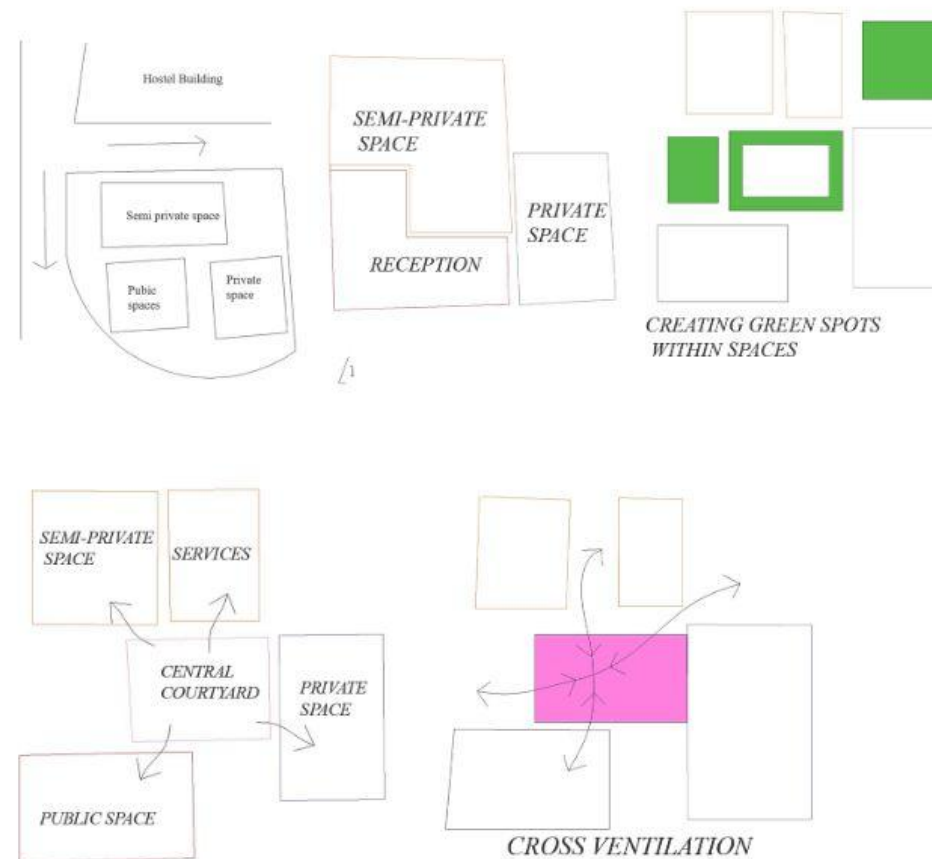 Hostel Building
Semi private space
Pubic
spaces
Private
space
SEMI-PRIVATE
SPACE
RECEPTION
PRIVATE
SPACE
CREATING GREEN SPOTS
WITHIN SPACES
1
SEMI-PRIVATE
SPACE
SERVICES
CENTRAL
COURTYARD
PRIVATE
SPACE
PUBLIC SPACE
CROSS VENTILATION